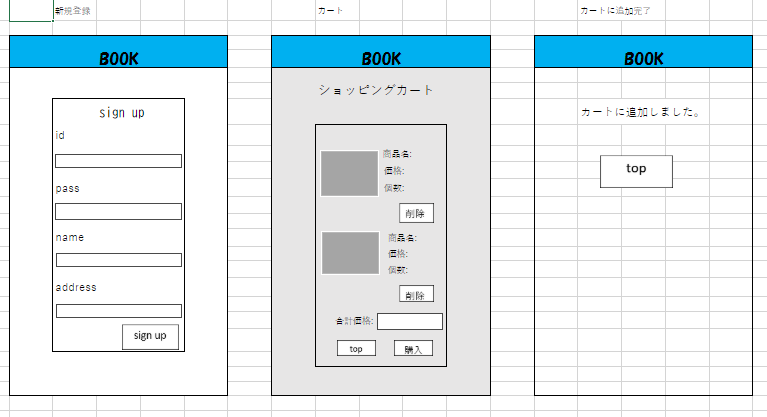 新規登録
BOOK
sign up
id
pass
name
address
sign up
カート
BOOK
ショッピングカート
商品名:
価格:
個数:
削除
商品名:
価格:
個数:
削除
合計価格:
top
購入
カートに追加完了
BOOK
カートに追加しました。
top